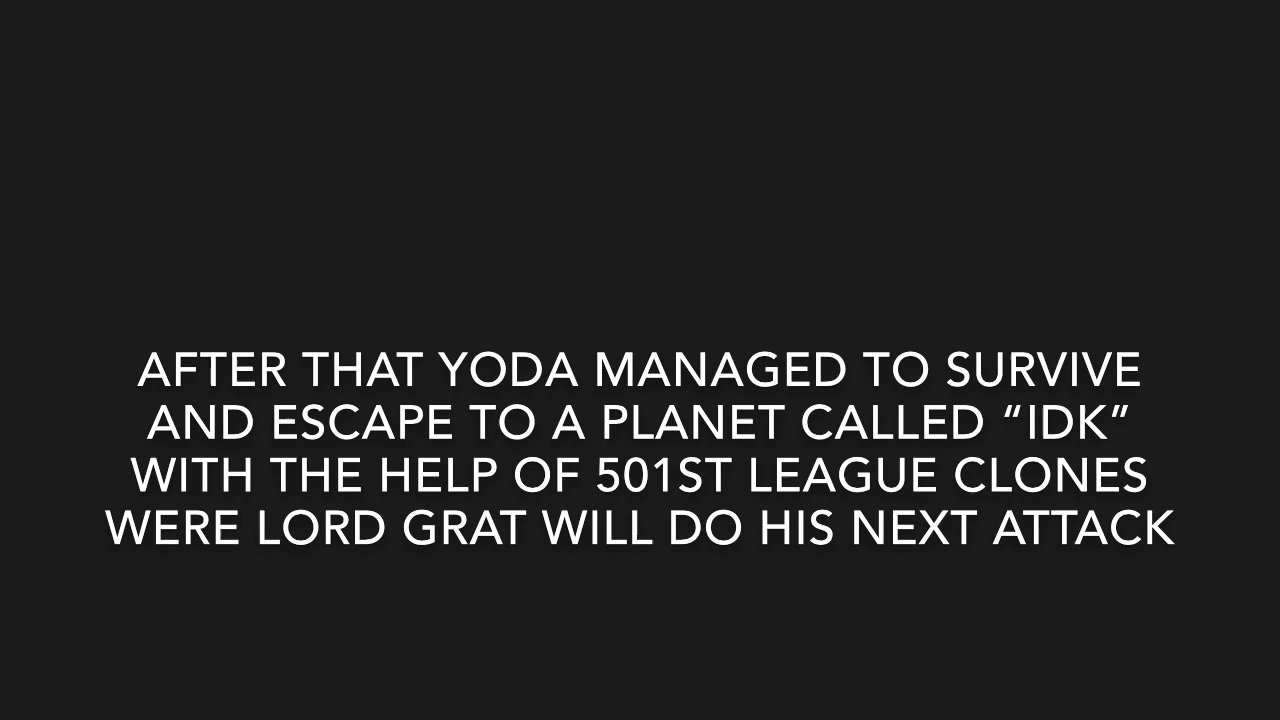 AFTER THAT YODA MANAGED TO SURVIVE
AND ESCAPE TO A PLANET CALLED “IDK”
WITH THE HELP OF 501ST LEAGUE CLONES
WERE LORD GRAT WILL DO HIS NEXT ATTACK